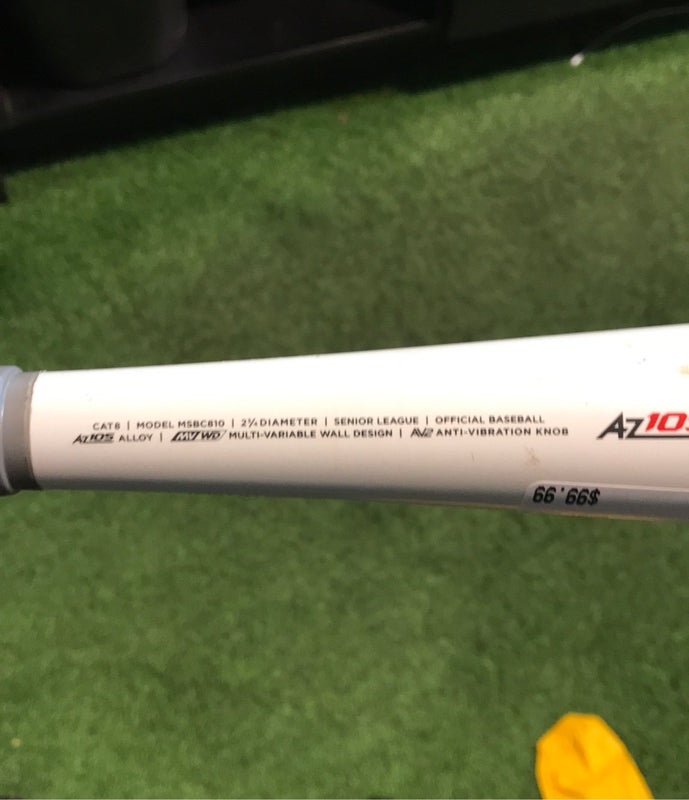 CAT8 | MODEL MSBC810 | 2¾ DIAMETER | SENIOR LEAGUE | OFFICIAL BASEBALL
AZ105 ALLOY | MVWD MULTI-VARIABLE WALL DESIGN | AV2 ANTI-VIBRATION KNOB
AZ105
$99.99